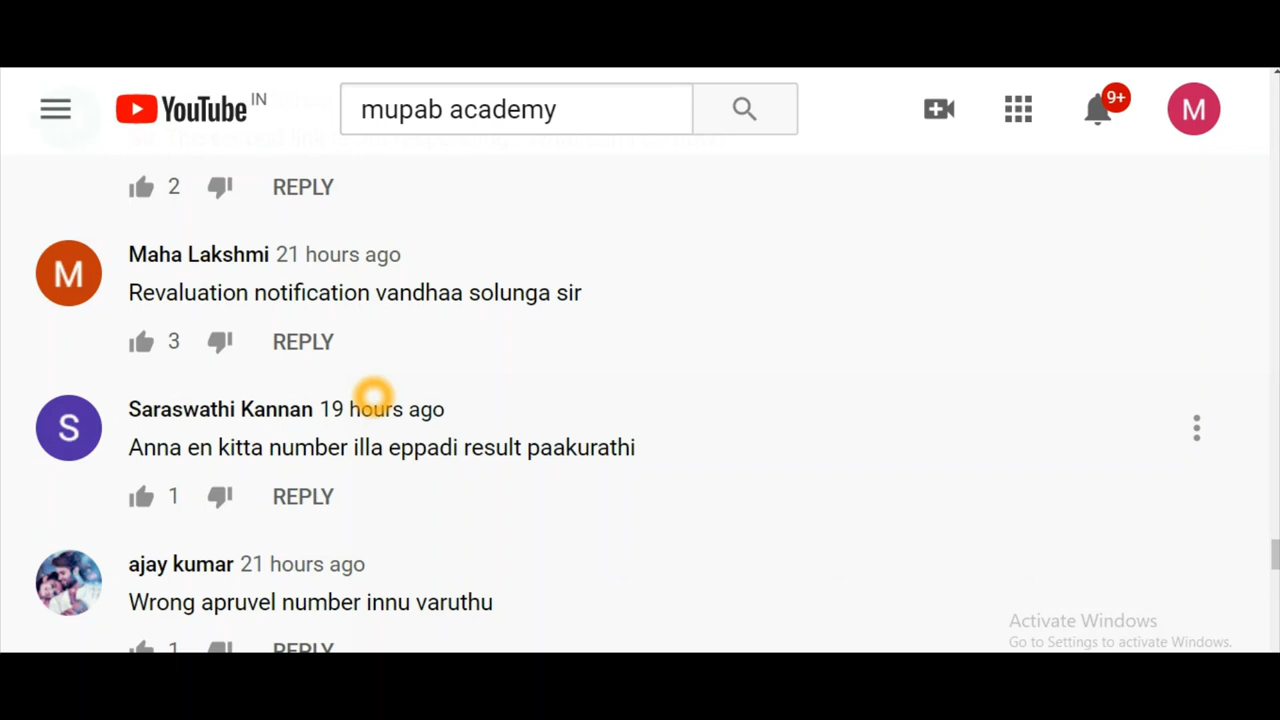 YouTube IN
mupab academy
9+
M
2 REPLY
M
Maha Lakshmi 21 hours ago
Revaluation notification vandhaa solunga sir
3 REPLY
S
Saraswathi Kannan 19 hours ago
Anna en kitta number illa eppadi result paakurathi
1 REPLY
ajay kumar 21 hours ago
Wrong apruvel number innu varuthu
1 REPLY
Activate Windows
Go to Settings to activate Windows.